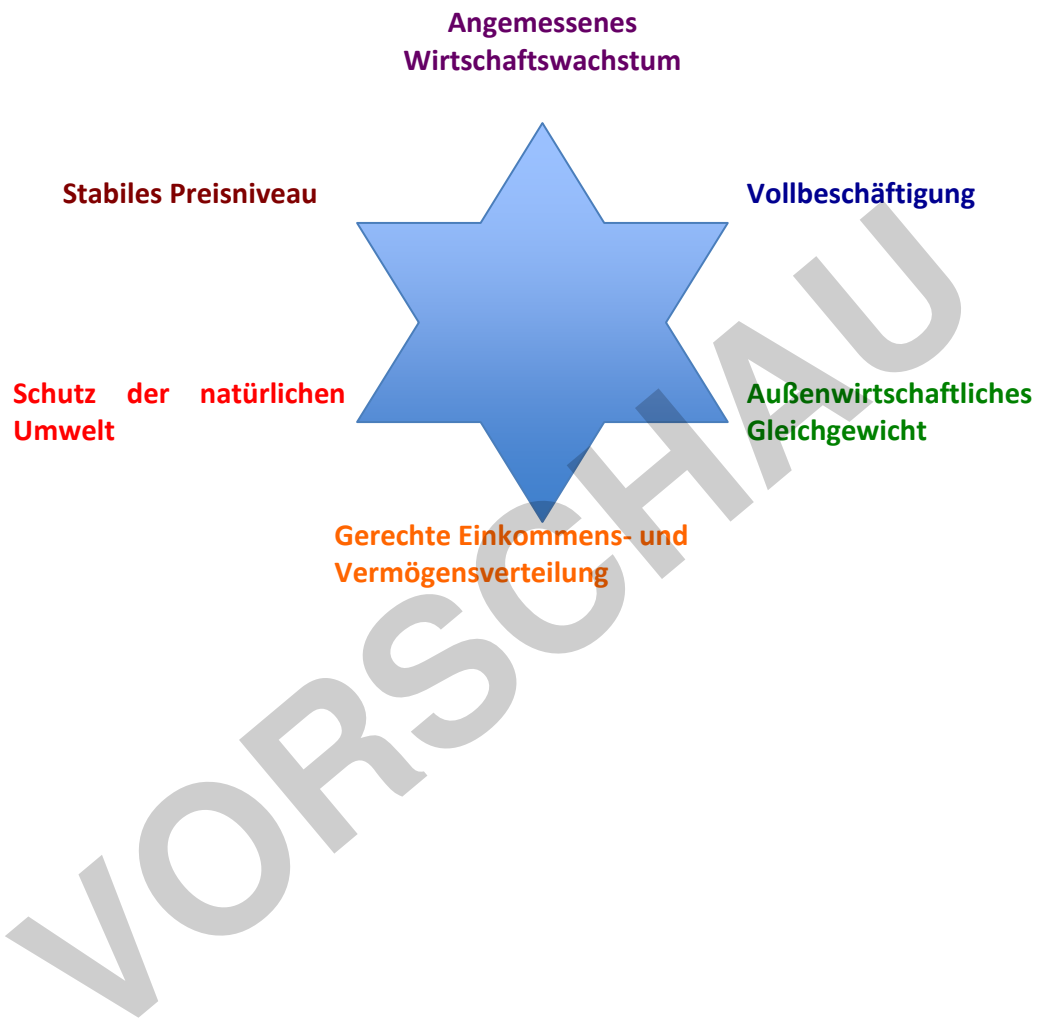 Angemessenes
Wirtschaftswachstum
Stabiles Preisniveau
Vollbeschäftigung
Schutz der natürlichen
Umwelt
Außenwirtschaftliches
Gleichgewicht
Gerechte Einkommens- und
Vermögensverteilung
VORSCHAU